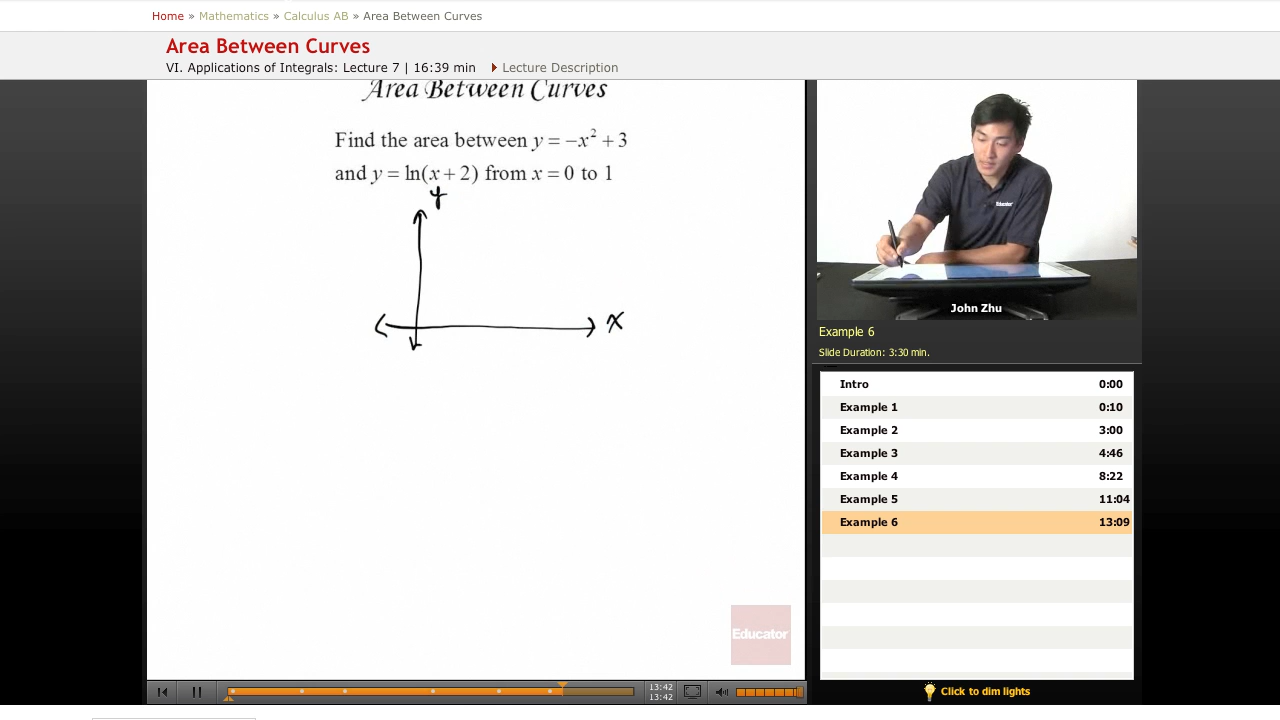 Home » Mathematics » Calculus AB » Area Between Curves
Area Between Curves
VI. Applications of Integrals: Lecture 7 | 16:39 min Lecture Description
Area Between Curves
Find the area between y = −x² + 3
and y = ln(x + 2) from x = 0 to 1
Y
X
Educator
Educator
John Zhu
Example 6
Slide Duration: 3:30 min.
Intro 0:00
Example 1 0:10
Example 2 3:00
Example 3 4:46
Example 4 8:22
Example 5 11:04
Example 6 13:09
13:42
13:42
Click to dim lights